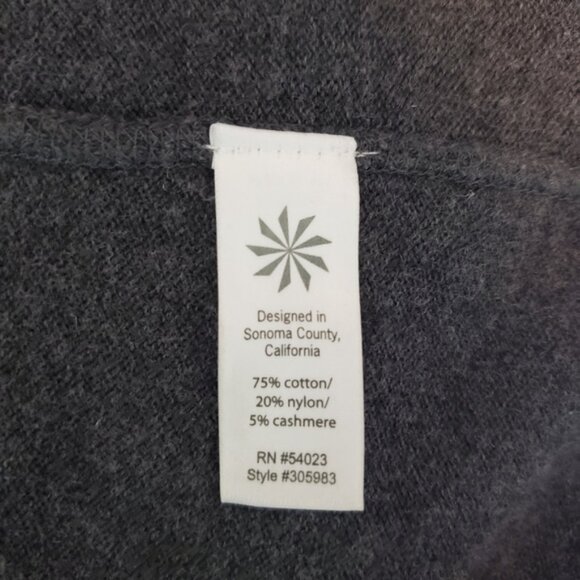 Designed in
Sonoma County,
California
75% cotton/
20% nylon/
5% cashmere
RN #54023
Style #305983